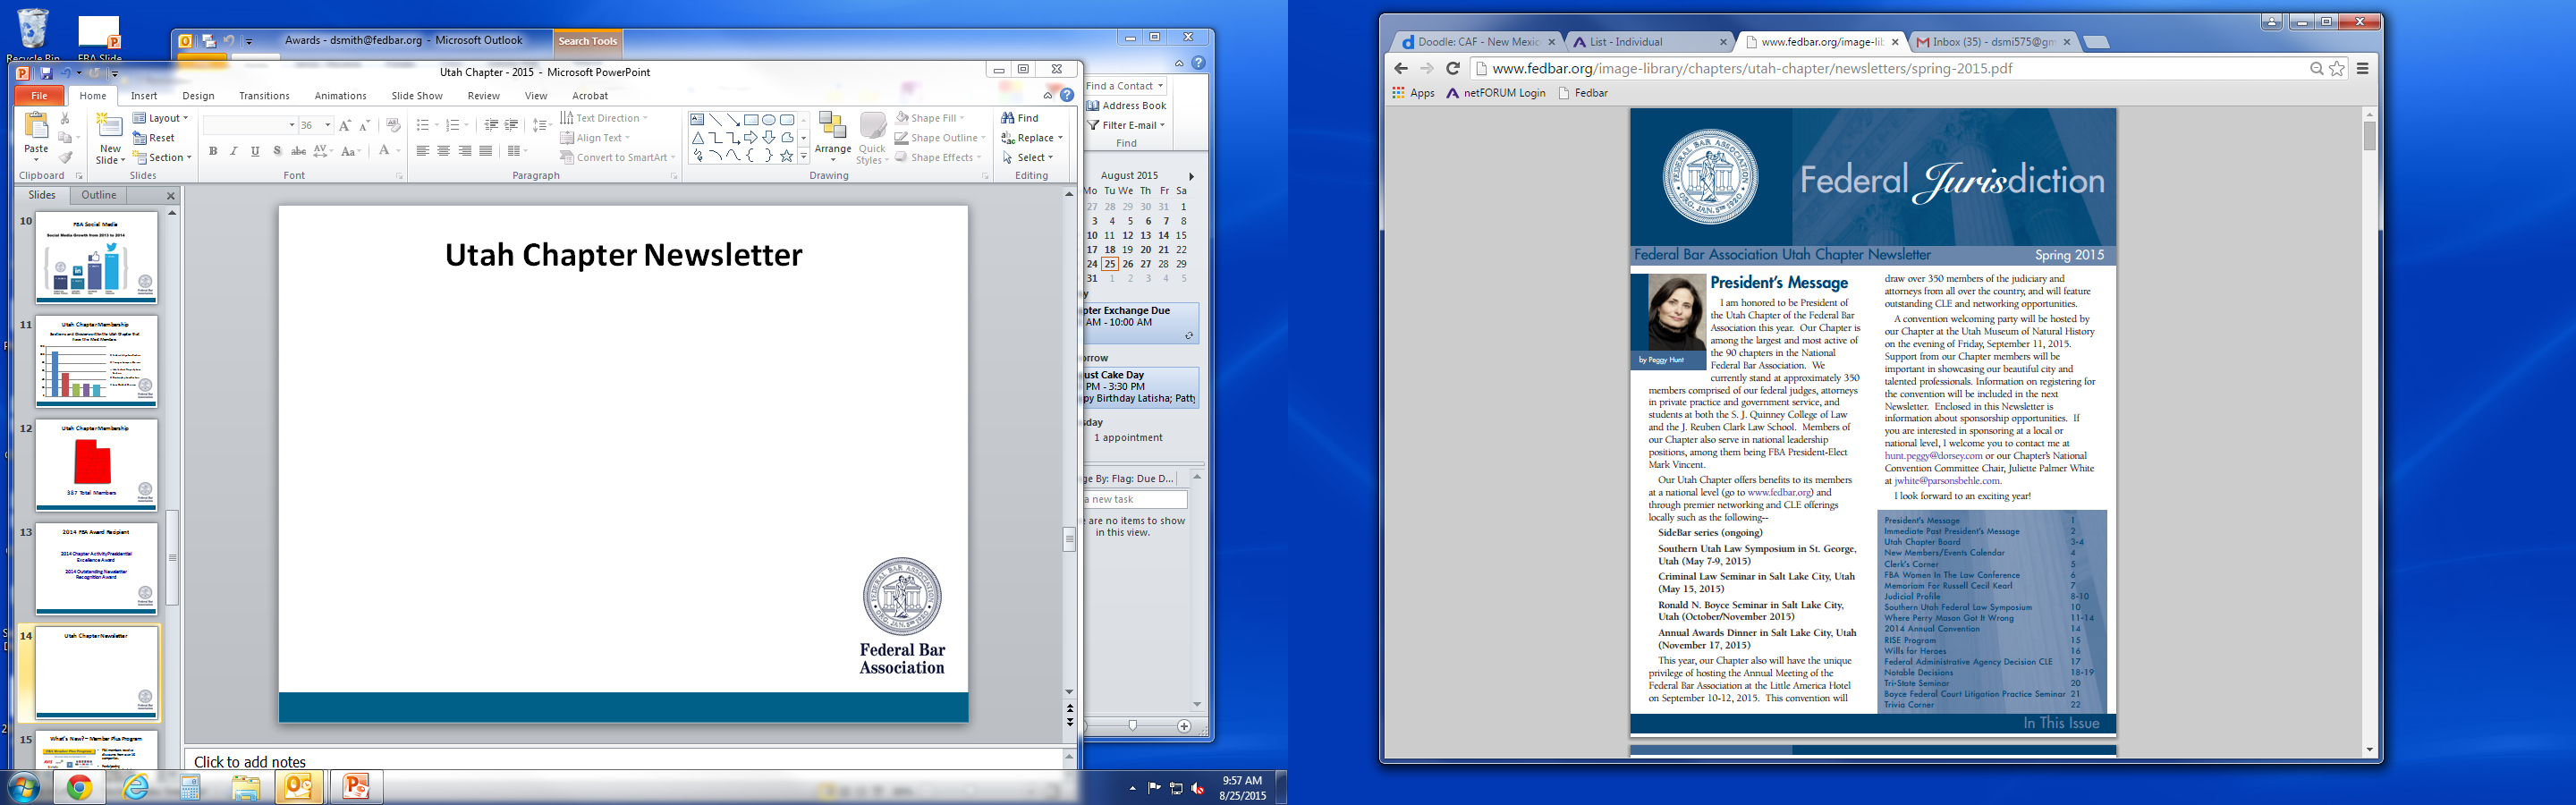 Recycle Bin
FBA Slide
Awards - dsmith@fedbar.org - Microsoft Outlook
Search Tools
Utah Chapter - 2015 - Microsoft PowerPoint
File Home Insert Design Transitions Animations Slide Show Review View Acrobat
Paste
New Slide
Layout
Reset
Section
36
Text Direction
Align Text
Convert to SmartArt
Arrange
Quick Styles
Shape Fill
Shape Outline
Shape Effects
Find
Replace
Select
Clipboard Slides Font Paragraph Drawing Editing
Slides Outline
10
FBA Social Media
Social Media Growth from 2012 to 2014
11
Utah Chapter Membership
12
Utah Chapter Membership
387 Total Members
13
2014 FBA Award Recipient
2014 Chapter Activity Presidential
Excellence Award
2014 Outstanding Newsletter
Recognition Award
14
Utah Chapter Newsletter
15
What's New? – Member Plus Program
Utah Chapter Newsletter
Federal Bar
Association
Click to add notes
Find a Contact
Address Book
Filter E-mail
Find
August 2015
Mo Tu We Th Fr Sa
27 28 29 30 31 1
3 4 5 6 7 8
10 11 12 13 14 15
17 18 19 20 21 22
24 25 26 27 28 29
31 1 2 3 4 5
pter Exchange Due
AM - 10:00 AM
orrow
ust Cake Day
PM - 3:30 PM
py Birthday Latisha; Patty
sday
1 appointment
ge By: Flag: Due D...
a new task
e are no items to show
in this view.
9:57 AM
8/25/2015
Doodle: CAF - New Mexic
List - Individual
www.fedbar.org/image-lib
Inbox (35) - dsmi575@gm
www.fedbar.org/image-library/chapters/utah-chapter/newsletters/spring-2015.pdf
Apps netFORUM Login Fedbar
FEDERAL BAR ASSOCIATION
ORG. JAN. 5TH 1920
Federal Jurisdiction
Federal Bar Association Utah Chapter Newsletter Spring 2015
by Peggy Hunt
President's Message
I am honored to be President of
the Utah Chapter of the Federal Bar
Association this year. Our Chapter is
among the largest and most active of
the 90 chapters in the National
Federal Bar Association. We
currently stand at approximately 350
members comprised of our federal judges, attorneys
in private practice and government service, and
students at both the S. J. Quinney College of Law
and the J. Reuben Clark Law School. Members of
our Chapter also serve in national leadership
positions, among them being FBA President-Elect
Mark Vincent.
Our Utah Chapter offers benefits to its members
at a national level (go to www.fedbar.org) and
through premier networking and CLE offerings
locally such as the following--
SideBar series (ongoing)
Southern Utah Law Symposium in St. George,
Utah (May 7-9, 2015)
Criminal Law Seminar in Salt Lake City, Utah
(May 15, 2015)
Ronald N. Boyce Seminar in Salt Lake City,
Utah (October/November 2015)
Annual Awards Dinner in Salt Lake City, Utah
(November 17, 2015)
This year, our Chapter also will have the unique
privilege of hosting the Annual Meeting of the
Federal Bar Association at the Little America Hotel
on September 10-12, 2015. This convention will
draw over 350 members of the judiciary and
attorneys from all over the country, and will feature
outstanding CLE and networking opportunities.
A convention welcoming party will be hosted by
our Chapter at the Utah Museum of Natural History
on the evening of Friday, September 11, 2015.
Support from our Chapter members will be
important in showcasing our beautiful city and
talented professionals. Information on registering for
the convention will be included in the next
Newsletter. Enclosed in this Newsletter is
information about sponsorship opportunities. If
you are interested in sponsoring at a local or
national level, I welcome you to contact me at
hunt.peggy@dorsey.com or our Chapter's National
Convention Committee Chair, Juliette Palmer White
at jwhite@parsonsbehle.com.
I look forward to an exciting year!
President's Message 1
Immediate Past President's Message 2
Utah Chapter Board 3-4
New Members/Events Calendar 4
Clerk's Corner 5
FBA Women In The Law Conference 6
Memoriam For Russell Cecil Kearl 7
Judicial Profile 8-10
Southern Utah Federal Law Symposium 10
Where Perry Mason Got It Wrong 11-14
2014 Annual Convention 14
RISE Program 15
Wills for Heroes 16
Federal Administrative Agency Decision CLE 17
Notable Decisions 18-19
Tri-State Seminar 20
Boyce Federal Court Litigation Practice Seminar 21
Trivia Corner 22
In This Issue